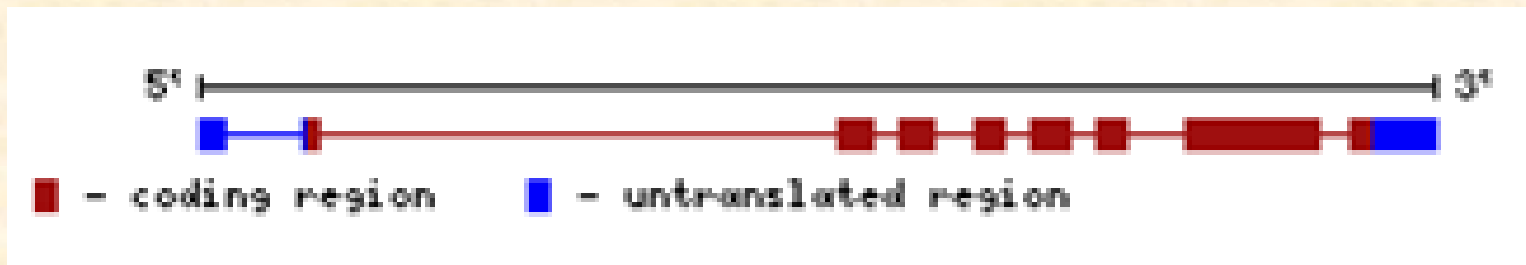 5' 3'
- coding region - untranslated region